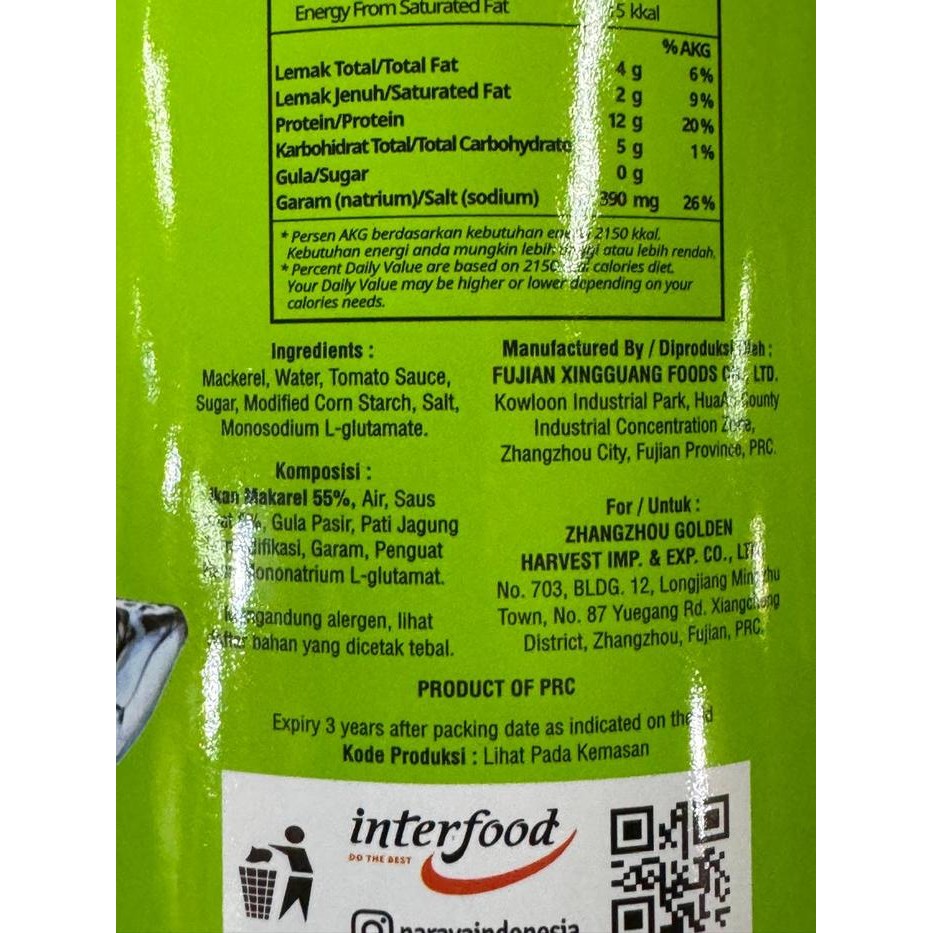 Energy From Saturated Fat 5 kkal
% AKG
Lemak Total/Total Fat 4 g 6%
Lemak Jenuh/Saturated Fat 2 g 9%
Protein/Protein 12 g 20%
Karbohidrat Total/Total Carbohydrate 5 g 1%
Gula/Sugar 0 g
Garam (natrium)/Salt (sodium) 390 mg 26%
* Persen AKG berdasarkan kebutuhan 2150 kkal.
Kebutuhan energi anda mungkin lebih atau lebih rendah.
* Percent Daily Value are based on 2150 calories diet.
Your Daily Value may be higher or lower depending on your
calories needs.
Ingredients :
Mackerel, Water, Tomato Sauce,
Sugar, Modified Corn Starch, Salt,
Monosodium L-glutamate.
Komposisi :
Ikan Makarel 55%, Air, Saus
Gula Pasir, Pati Jagung
Garam, Penguat
Mononatrium L-glutamat.
Mengandung alergen, lihat
bahan yang dicetak tebal.
Manufactured By / Diproduksi Oleh :
FUJIAN XINGGUANG FOODS LTD.
Kowloon Industrial Park, HuaAn County
Industrial Concentration Zone,
Zhangzhou City, Fujian Province, PRC.
For / Untuk :
ZHANGZHOU GOLDEN
HARVEST IMP. & EXP. CO.,
No. 703, BLDG. 12, Longjiang
Town, No. 87 Yuegang Rd. Xiangcheng
District, Zhangzhou, Fujian, PRC.
PRODUCT OF PRC
Expiry 3 years after packing date as indicated on the
Kode Produksi : Lihat Pada Kemasan
interfood
DO THE BEST
narayaindonesia